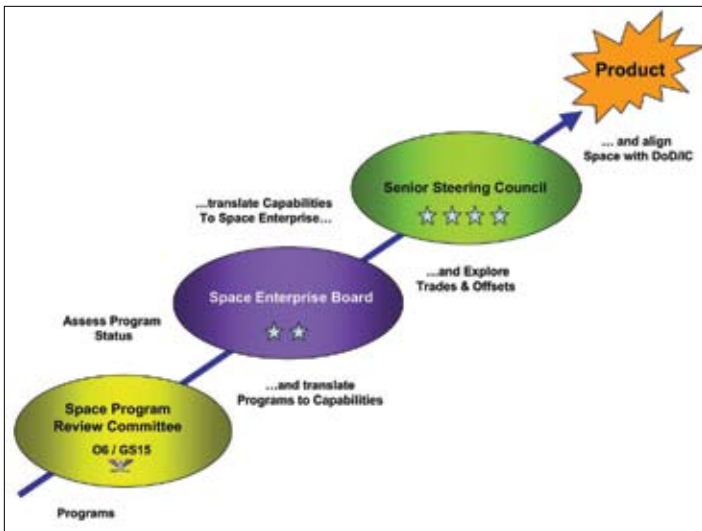 Product
... and align
Space with DoD/IC
Senior Steering Council
...translate Capabilities
To Space Enterprise...
...and Explore
Trades & Offsets
Space Enterprise Board
Assess Program
Status
...and translate
Programs to Capabilities
Space Program
Review Committee
O6 / GS15
Programs